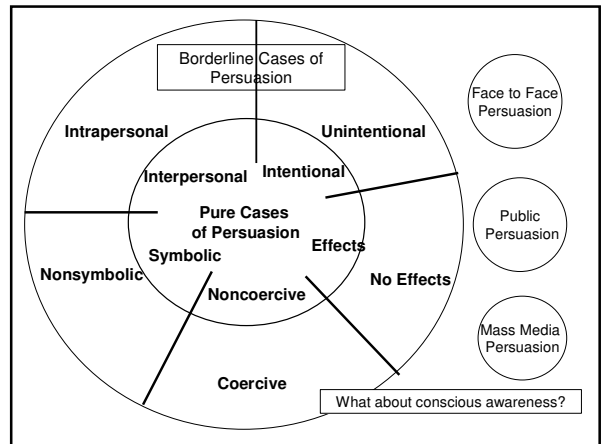 Borderline Cases of
Persuasion
Face to Face
Persuasion
Intrapersonal
Unintentional
Interpersonal
Intentional
Pure Cases
of Persuasion
Public
Persuasion
Symbolic
Effects
Nonsymbolic
No Effects
Noncoercive
Mass Media
Persuasion
Coercive
What about conscious awareness?